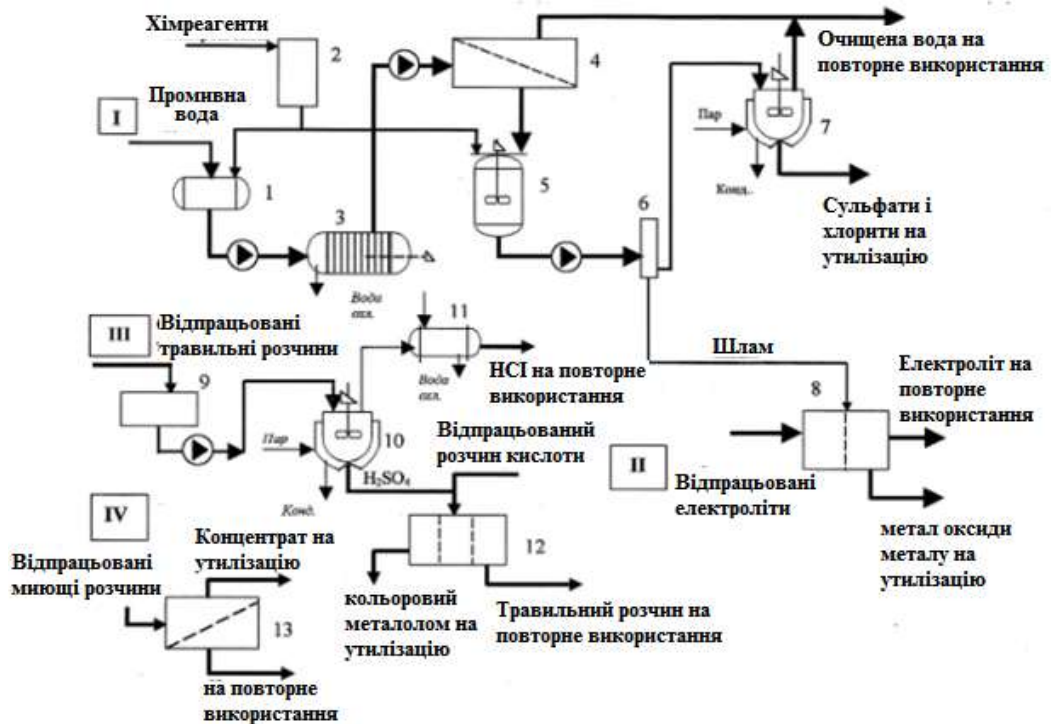 Хімреагенти
2
4
Очищена вода на
повторне використання
Промивна
вода
I
Пар
7
1
5
Конд..
3
6
Сульфати і
хлорити на
утилізацію
Вода
охл.
11
III
Відпрацьовані
травильні розчини
9
Шлам
Вода
охл.
HCI на повторне
використання
Електроліт на
повторне
використання
8
Пар
10
Відпрацьований
розчин кислоти
II
Відпрацьовані
електроліти
H₂SO₄
Конд.
метал оксиди
металу на
утилізацію
IV
Концентрат на
утилізацію
Відпрацьовані
миющі розчини
12
13
кольоровий
металолом на
утилізацію
Травильний розчин на
повторне використання
на повторне
використання